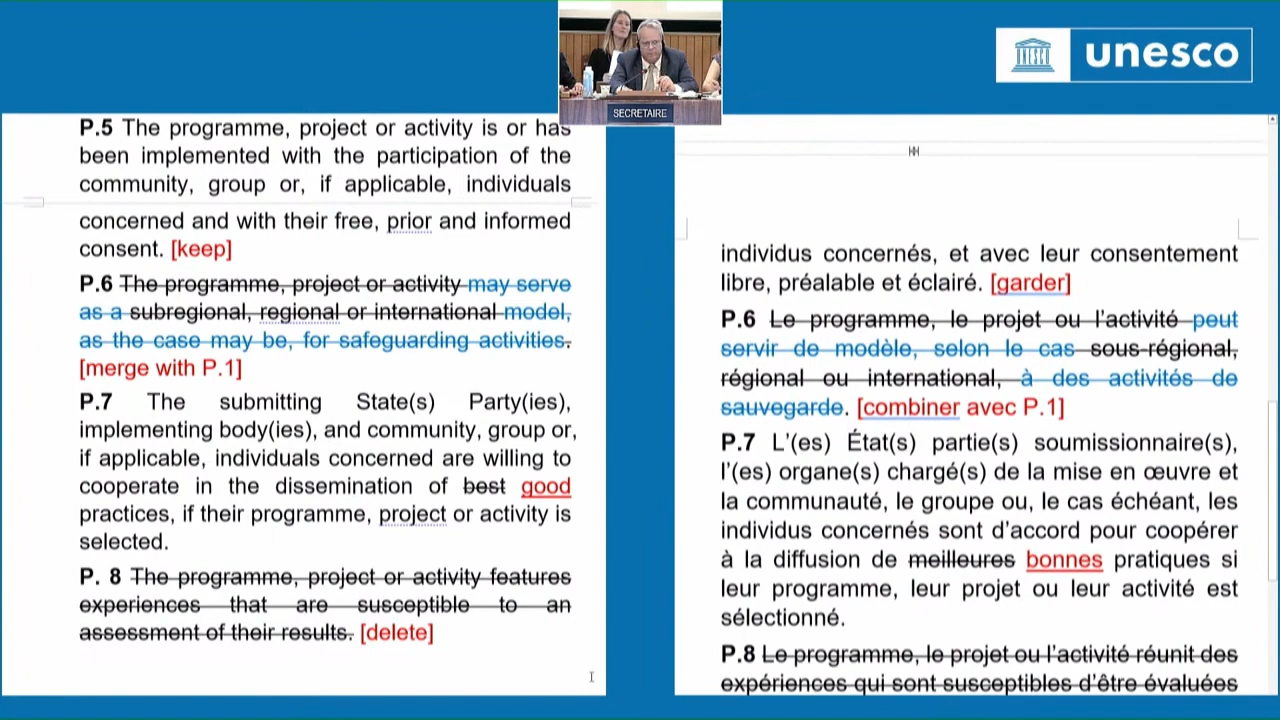 unesco
SECRETAIRE
P.5 The programme, project or activity is or has
been implemented with the participation of the
community, group or, if applicable, individuals
concerned and with their free, prior and informed
consent. [keep]
P.6 The programme, project or activity may serve
as a subregional, regional or international model,
as the case may be, for safeguarding activities.
[merge with P.1]
P.7 The submitting State(s) Party(ies),
implementing body(ies), and community, group or,
if applicable, individuals concerned are willing to
cooperate in the dissemination of best good
practices, if their programme, project or activity is
selected.
P. 8 The programme, project or activity features
experiences that are susceptible to an
assessment of their results. [delete]
individus concernés, et avec leur consentement
libre, préalable et éclairé. [garder]
P.6 Le programme, le projet ou l’activité peut
servir de modèle, selon le cas sous-régional,
régional ou international, à des activités de
sauvegarde. [combiner avec P.1]
P.7 L’(es) État(s) partie(s) soumissionnaire(s),
l’(es) organe(s) chargé(s) de la mise en œuvre et
la communauté, le groupe ou, le cas échéant, les
individus concernés sont d’accord pour coopérer
à la diffusion de meilleures bonnes pratiques si
leur programme, leur projet ou leur activité est
sélectionné.
P.8 Le programme, le projet ou l’activité réunit des
expériences qui sont susceptibles d’être évaluées